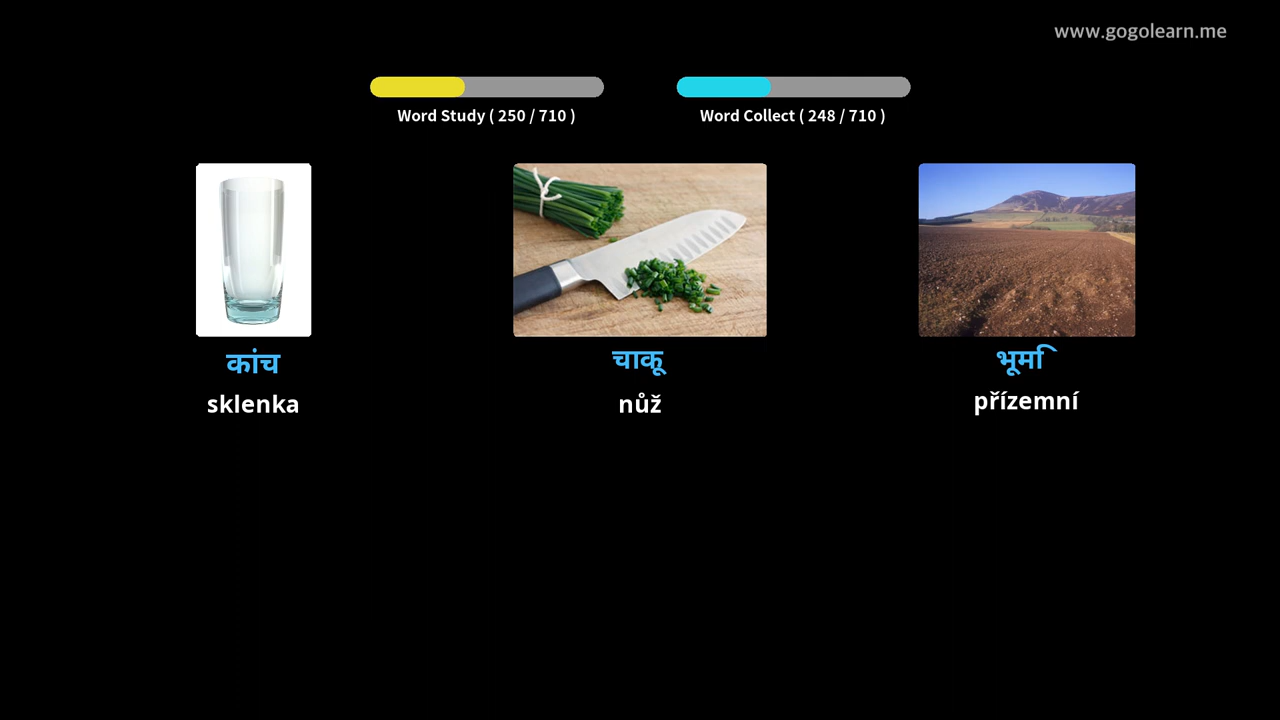 www.gogolearn.me
Word Study ( 250 / 710 )
Word Collect ( 248 / 710 )
कांच
sklenka
चाकू
nůž
भूमि
přízemní